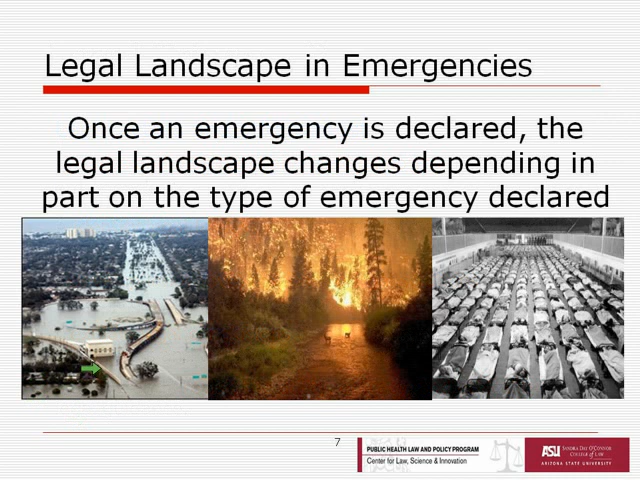 Legal Landscape in Emergencies
Once an emergency is declared, the
legal landscape changes depending in
part on the type of emergency declared
7
PUBLIC HEALTH LAW AND POLICY PROGRAM
Center for Law, Science & Innovation
ASU SANDRA DAY O'CONNOR
COLLEGE OF LAW
ARIZONA STATE UNIVERSITY